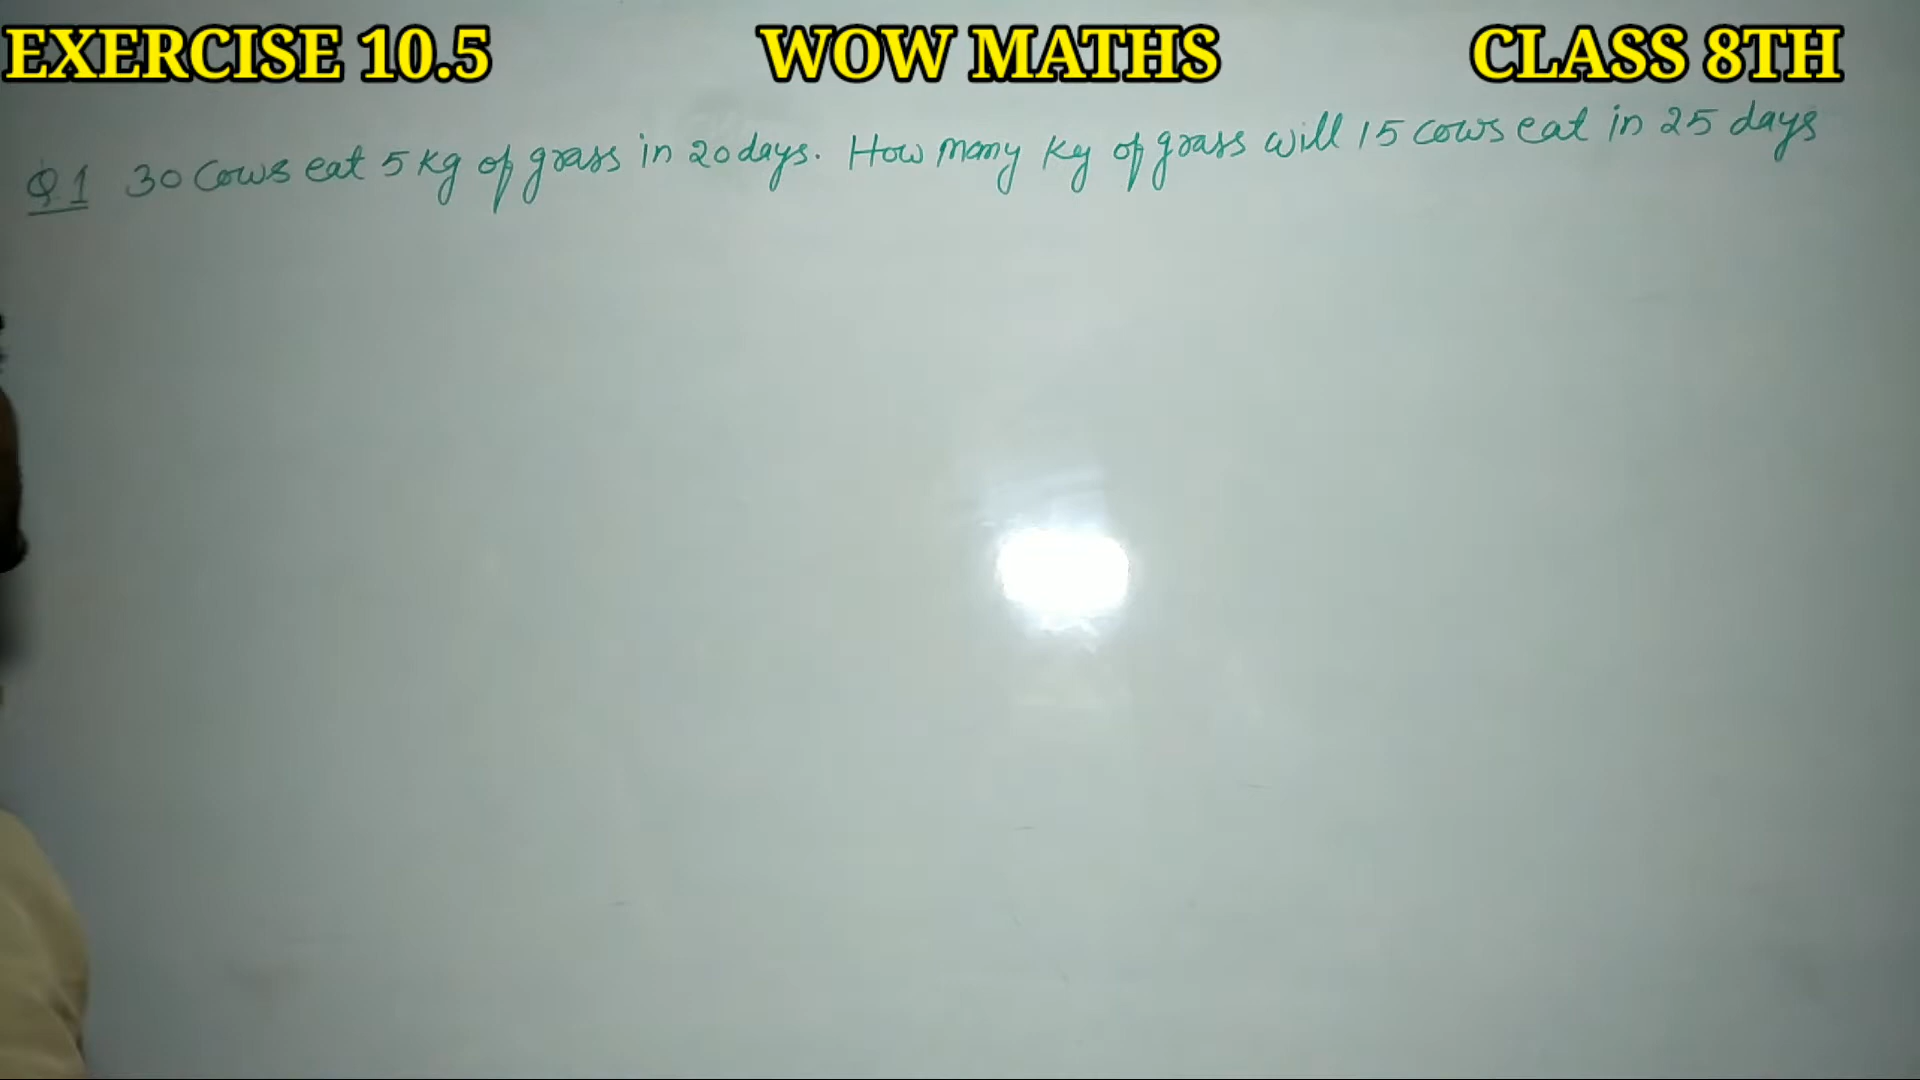 EXERCISE 10.5 WOW MATHS CLASS 8TH
Q1 30 Cows eat 5 kg of grass in 20 days. How many kg of grass will 15 cows eat in 25 days